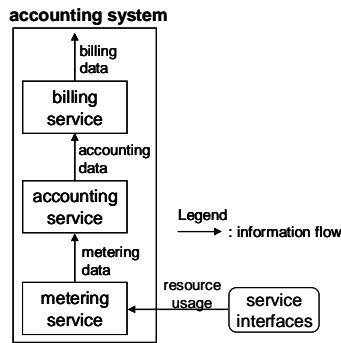 accounting system
billing
data
billing
service
accounting
data
accounting
service
metering
data
metering
service
Legend
: information flow
resource
usage
service
interfaces